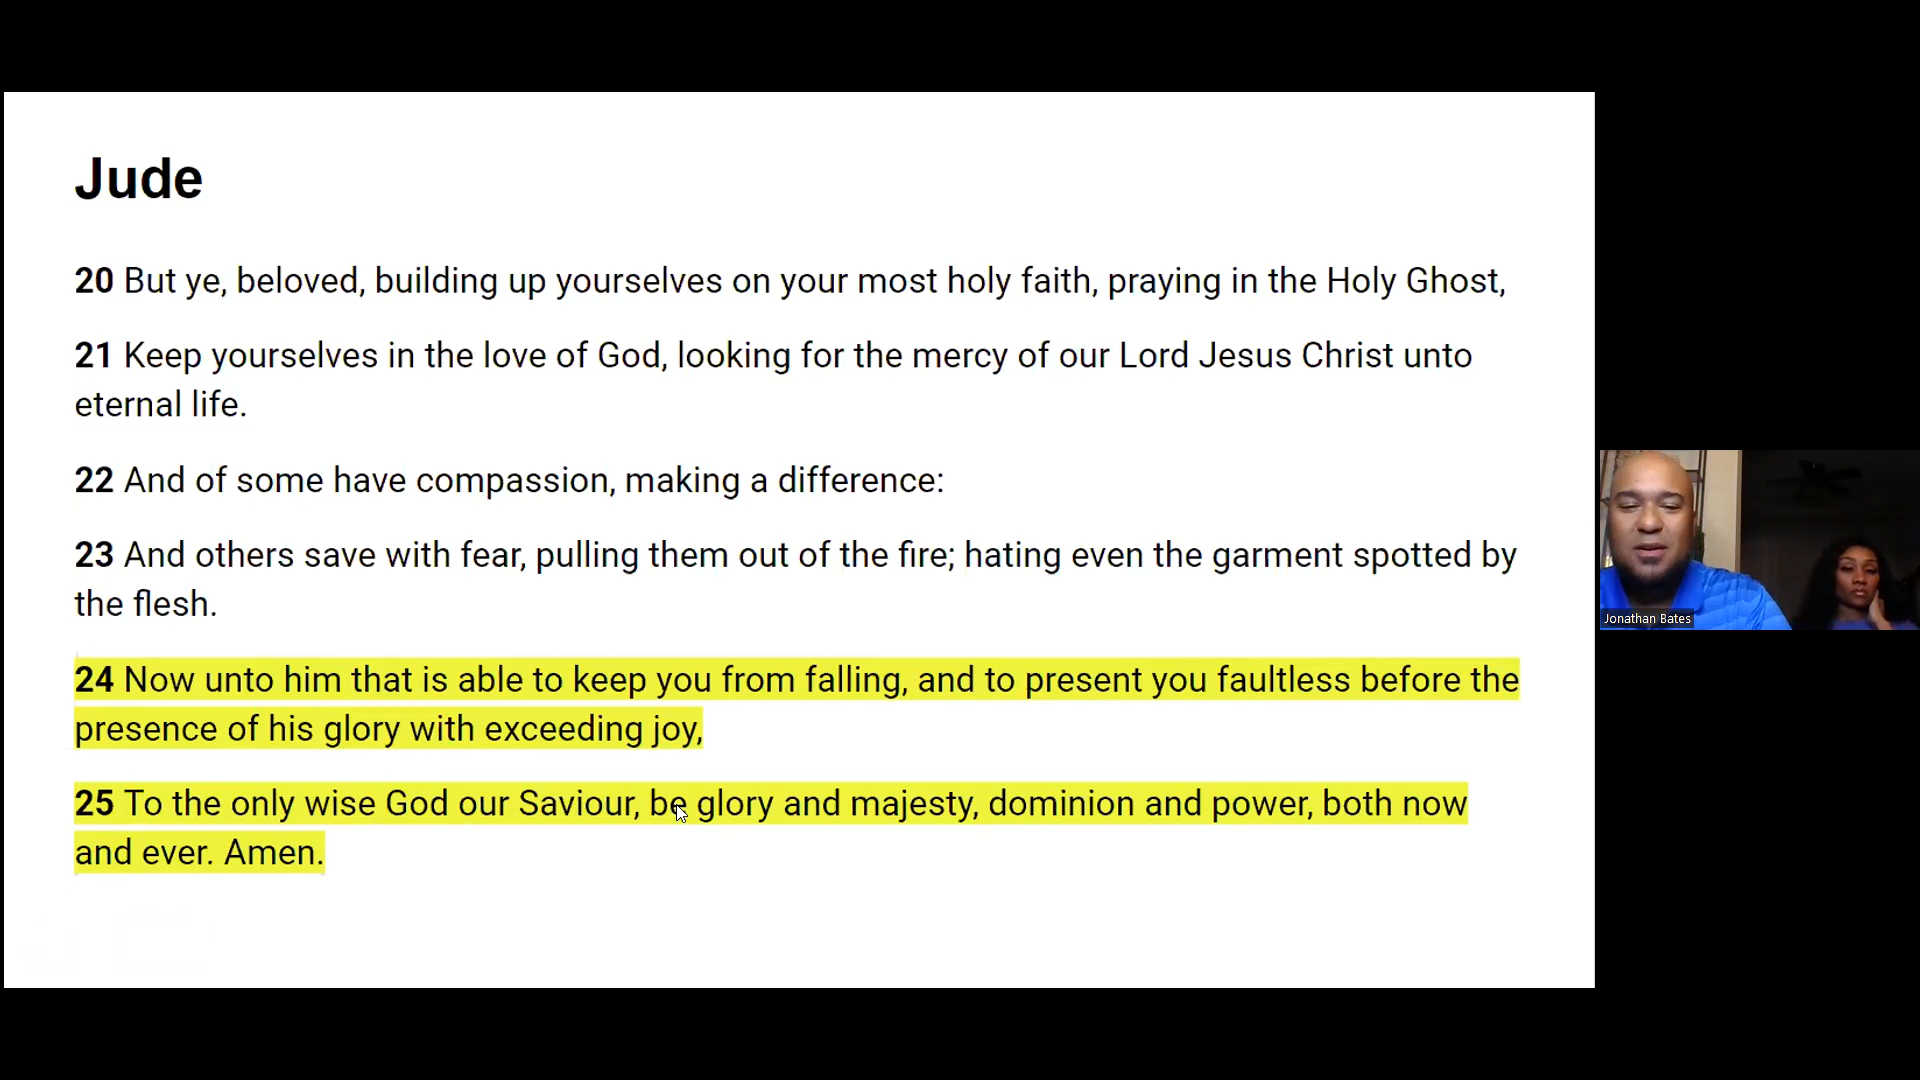 Jude
20 But ye, beloved, building up yourselves on your most holy faith, praying in the Holy Ghost,
21 Keep yourselves in the love of God, looking for the mercy of our Lord Jesus Christ unto
eternal life.
22 And of some have compassion, making a difference:
23 And others save with fear, pulling them out of the fire; hating even the garment spotted by
the flesh.
24 Now unto him that is able to keep you from falling, and to present you faultless before the
presence of his glory with exceeding joy,
25 To the only wise God our Saviour, be glory and majesty, dominion and power, both now
and ever. Amen.
Jonathan Bates